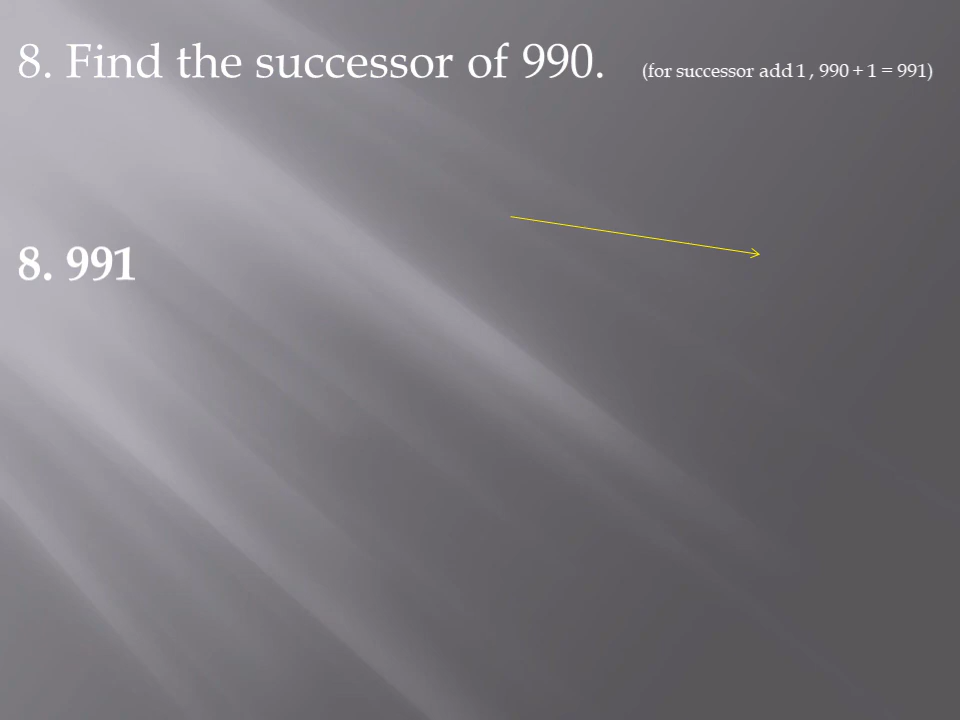 8. Find the successor of 990. (for successor add 1 , 990 + 1 = 991)
8. 991